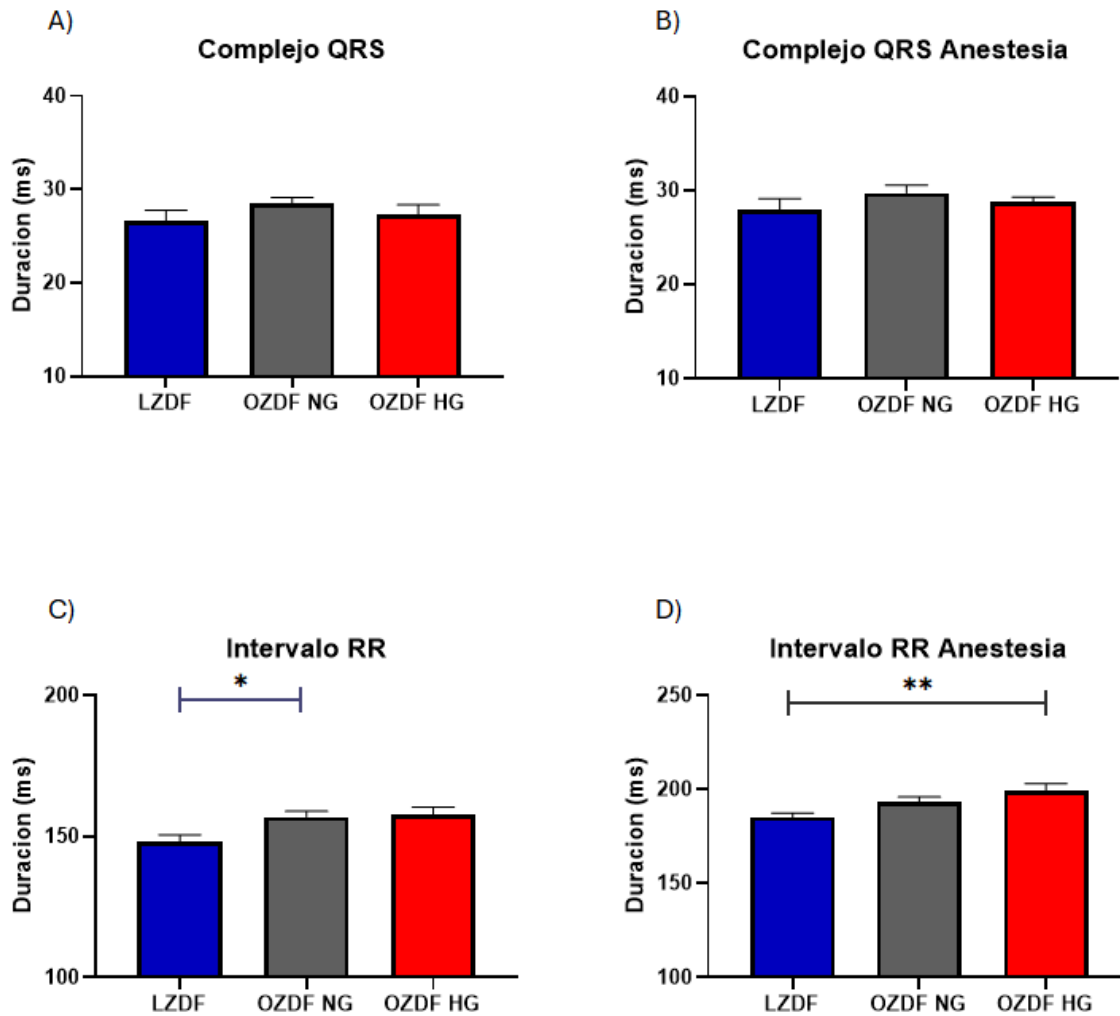 A)
Complejo QRS
Duracion (ms)
40
30
20
10
LZDF
OZDF NG
OZDF HG
B)
Complejo QRS Anestesia
Duracion (ms)
40
30
20
10
LZDF
OZDF NG
OZDF HG
C)
Intervalo RR
*
Duracion (ms)
200
150
100
LZDF
OZDF NG
OZDF HG
D)
Intervalo RR Anestesia
**
Duracion (ms)
250
200
150
100
LZDF
OZDF NG
OZDF HG